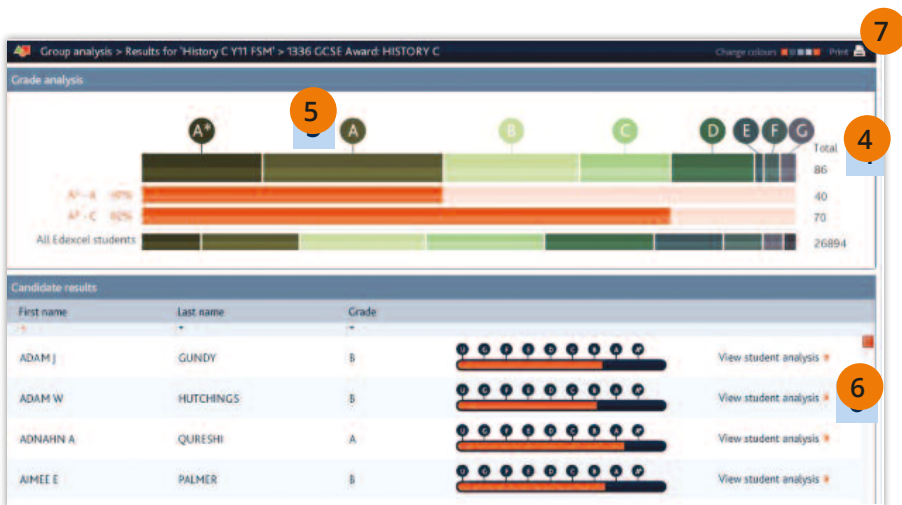 7
Group analysis > Results for 'History C Y11 FSM' > 1336 GCSE Award: HISTORY C Change colours Print
Grade analysis
5
A* A B C D E F G
4
Total
86
A* - A 40
A* - C 82% 70
All Edexcel students 26894
Candidate results
First name Last name Grade
U G F E D C B A A*
ADAM J GUNDY B View student analysis
U G F E D C B A A*
6
ADAM W HUTCHINGS B View student analysis
U G F E D C B A A*
ADNAHN A QURESHI A View student analysis
U G F E D C B A A*
AIMEE E PALMER B View student analysis